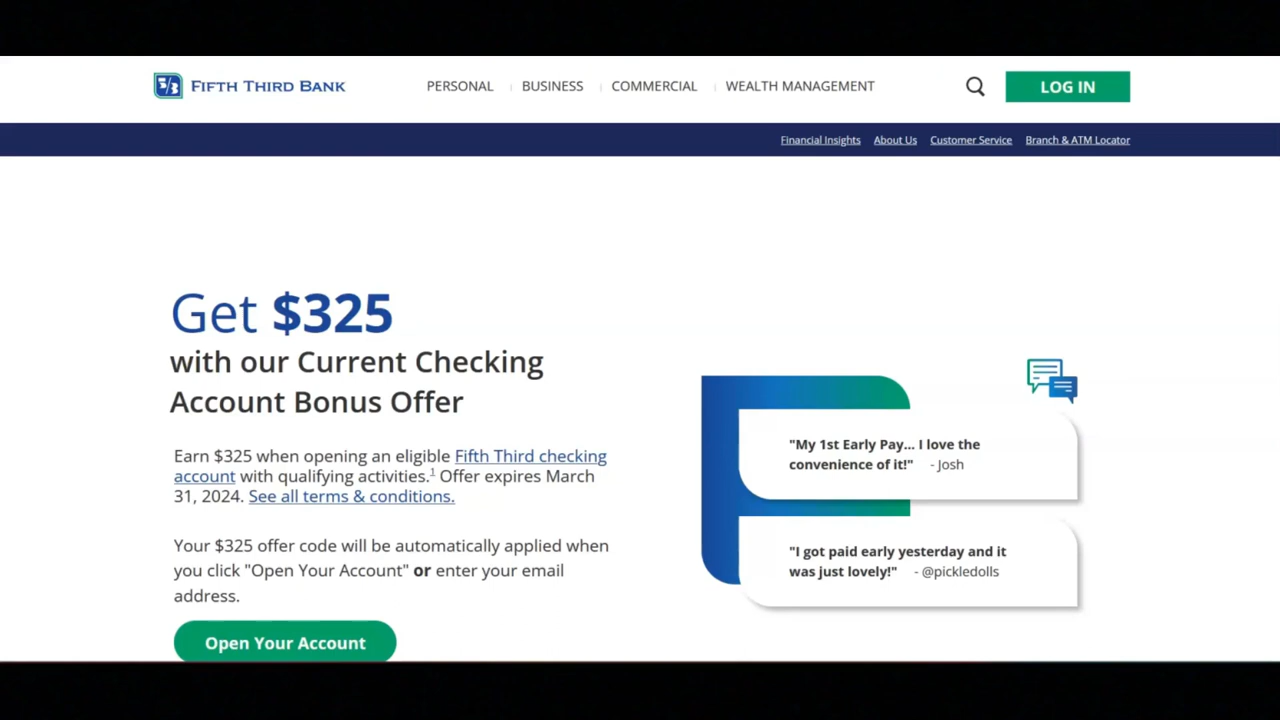 5/3 FIFTH THIRD BANK
PERSONAL BUSINESS COMMERCIAL WEALTH MANAGEMENT
LOG IN
Financial Insights About Us Customer Service Branch & ATM Locator
Get $325
with our Current Checking
Account Bonus Offer
Earn $325 when opening an eligible Fifth Third checking
account with qualifying activities.1 Offer expires March
31, 2024. See all terms & conditions.
Your $325 offer code will be automatically applied when
you click "Open Your Account" or enter your email
address.
Open Your Account
"My 1st Early Pay... I love the
convenience of it!" - Josh
"I got paid early yesterday and it
was just lovely!" - @pickledolls